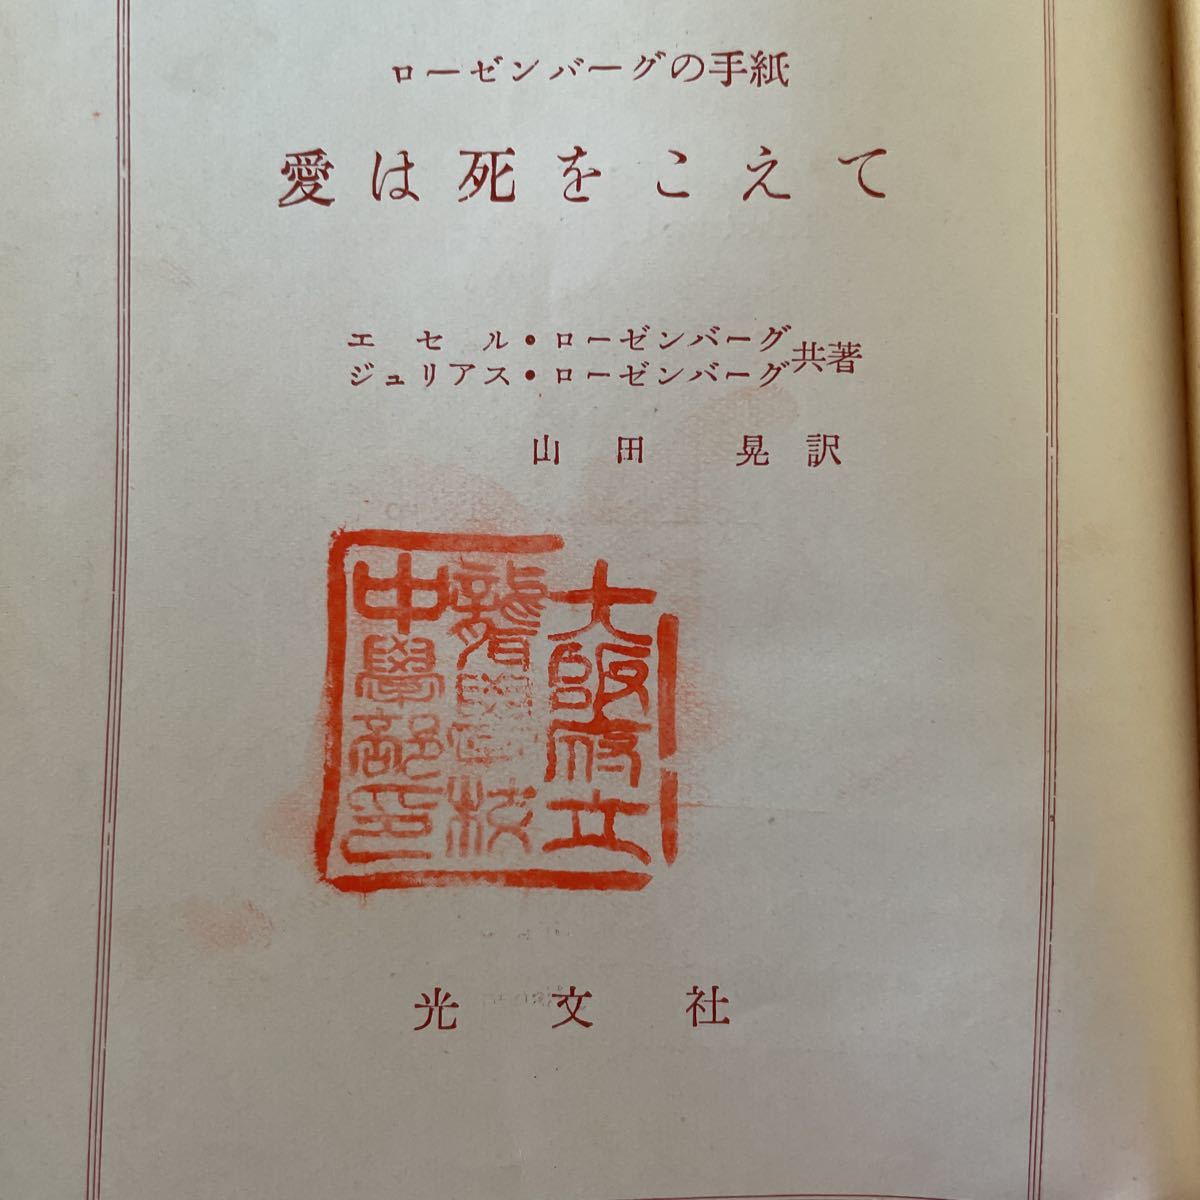 ローゼンバーグの手紙
愛は死をこえて
エセル・ローゼンバーグ
ジュリアス・ローゼンバーグ
共著
山田 晃 訳
大阪府立
中學部印
光文社